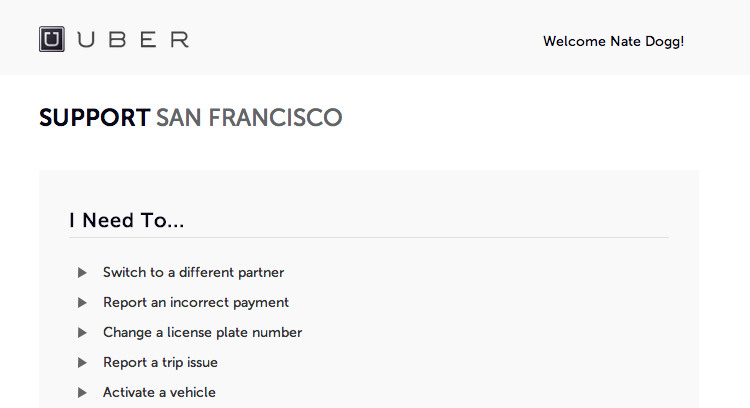 UBER
Welcome Nate Dogg!
SUPPORT SAN FRANCISCO
I Need To...
Switch to a different partner
Report an incorrect payment
Change a license plate number
Report a trip issue
Activate a vehicle